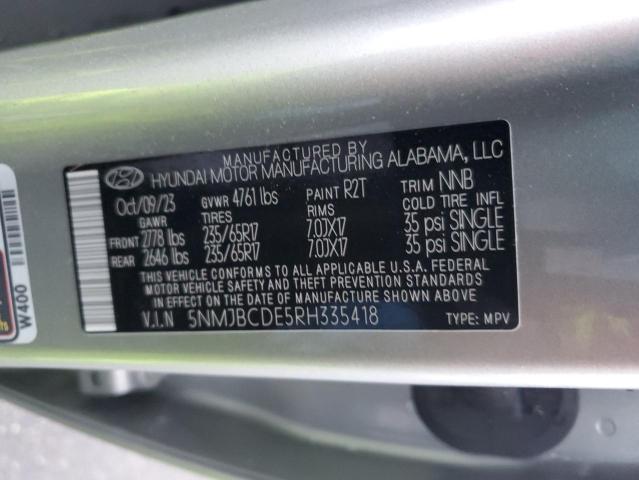 MANUFACTURED BY
HYUNDAI MOTOR MANUFACTURING ALABAMA, LLC
Oct/09/23 GVWR 4761 lbs PAINT R2T TRIM NNB
GAWR TIRES RIMS COLD TIRE INFL
FRONT 2778 lbs 235/65R17 7.0JX17 35 psi SINGLE
REAR 2646 lbs 235/65R17 7.0JX17 35 psi SINGLE
THIS VEHICLE CONFORMS TO ALL APPLICABLE U.S.A. FEDERAL
MOTOR VEHICLE SAFETY AND THEFT PREVENTION STANDARDS
IN EFFECT ON THE DATE OF MANUFACTURE SHOWN ABOVE.
V.I.N 5NMJBCDE5RH335418 TYPE: MPV
W400